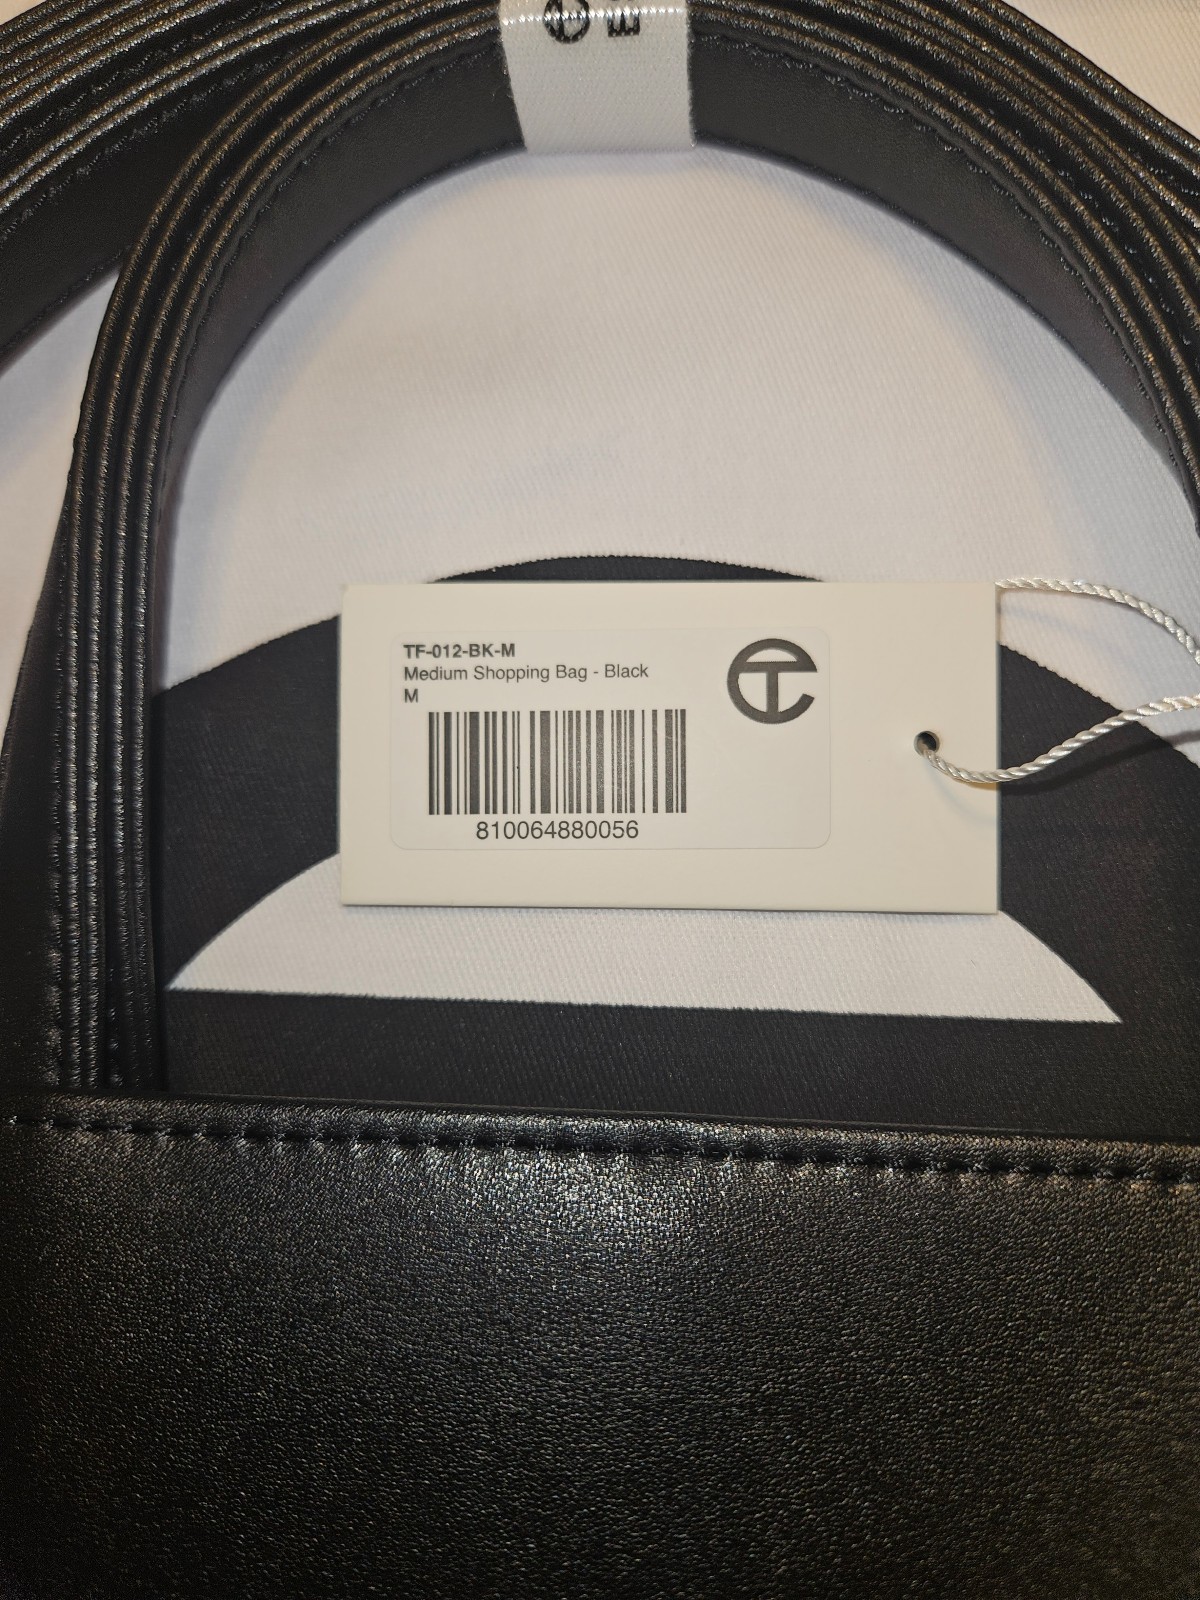 TF-012-BK-M
Medium Shopping Bag - Black
M
810064880056